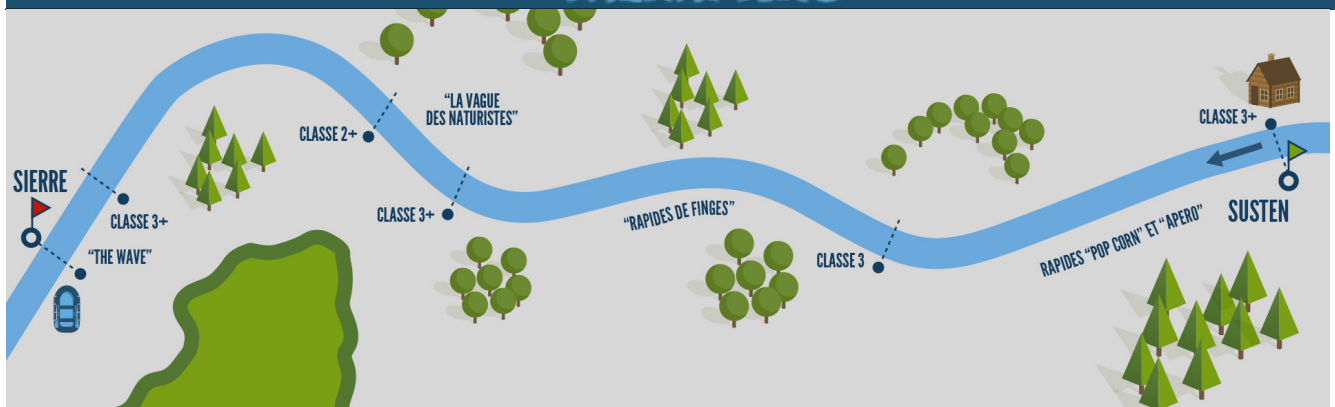 "LA VAGUE
DES NATURISTES"
CLASSE 2+
CLASSE 3+
SIERRE
CLASSE 3+
"THE WAVE"
CLASSE 3+
"RAPIDES DE FINGES"
CLASSE 3
RAPIDES "POP CORN" ET "APERO"
SUSTEN